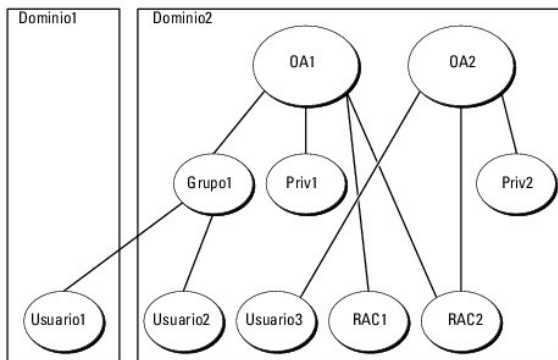 Dominio1
Dominio2
OA1
OA2
Grupo1
Priv1
Priv2
Usuario1
Usuario2
Usuario3
RAC1
RAC2